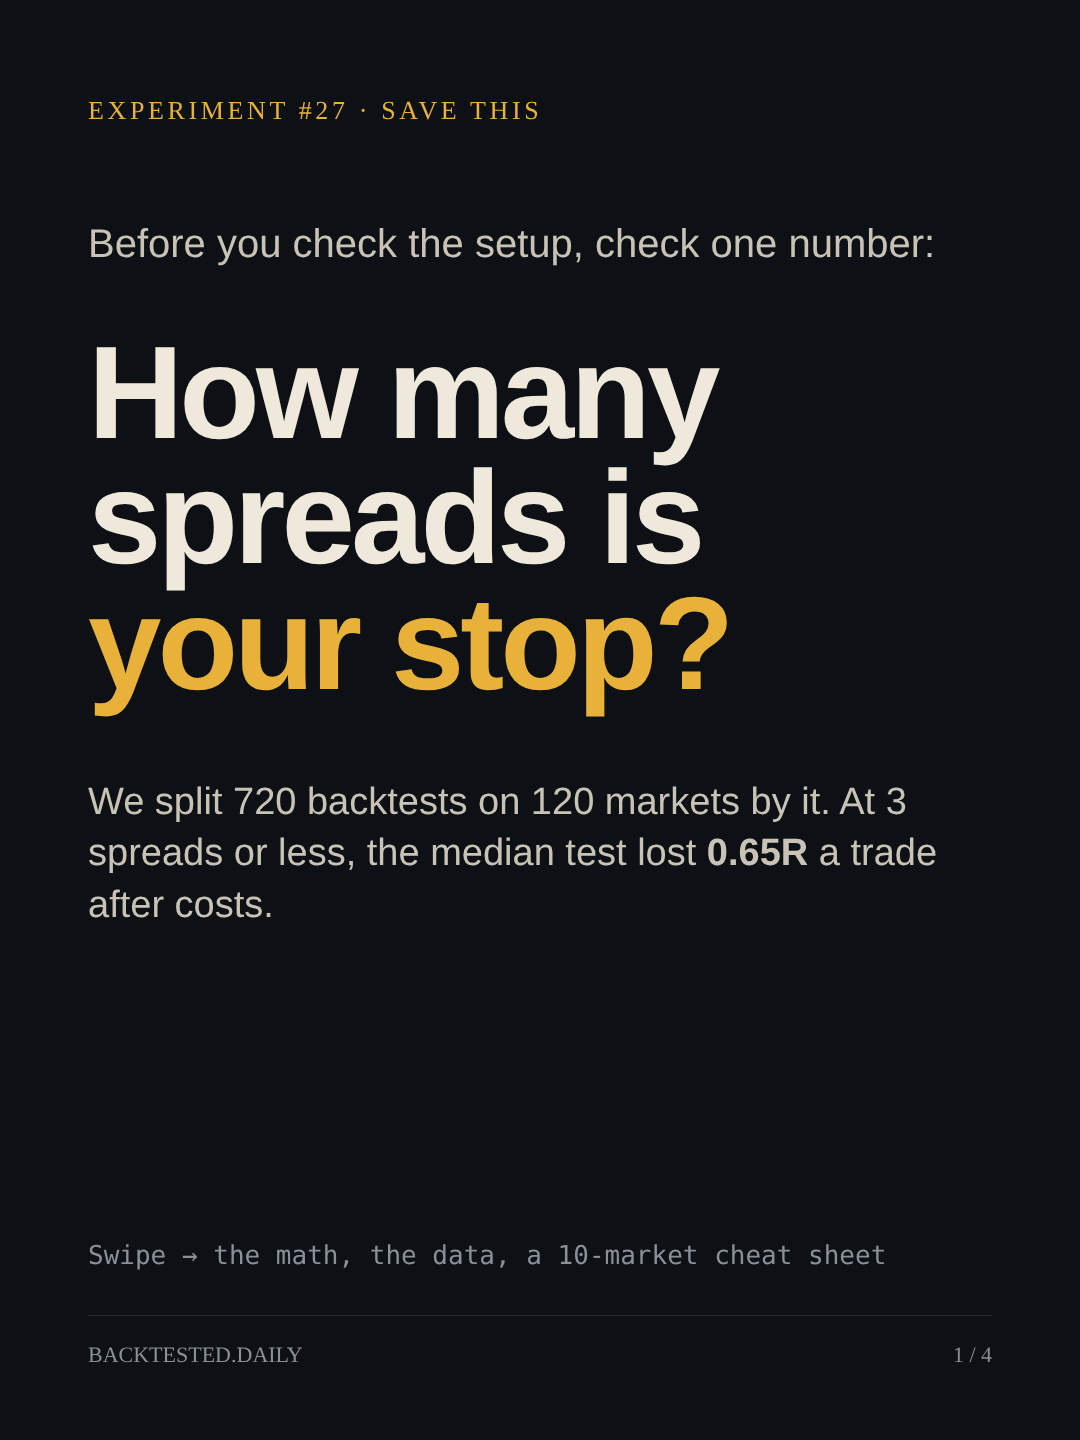 EXPERIMENT #27 · SAVE THIS
Before you check the setup, check one number:
How many
spreads is
your stop?
We split 720 backtests on 120 markets by it. At 3
spreads or less, the median test lost 0.65R a trade
after costs.
Swipe → the math, the data, a 10-market cheat sheet
BACKTESTED.DAILY
1 / 4